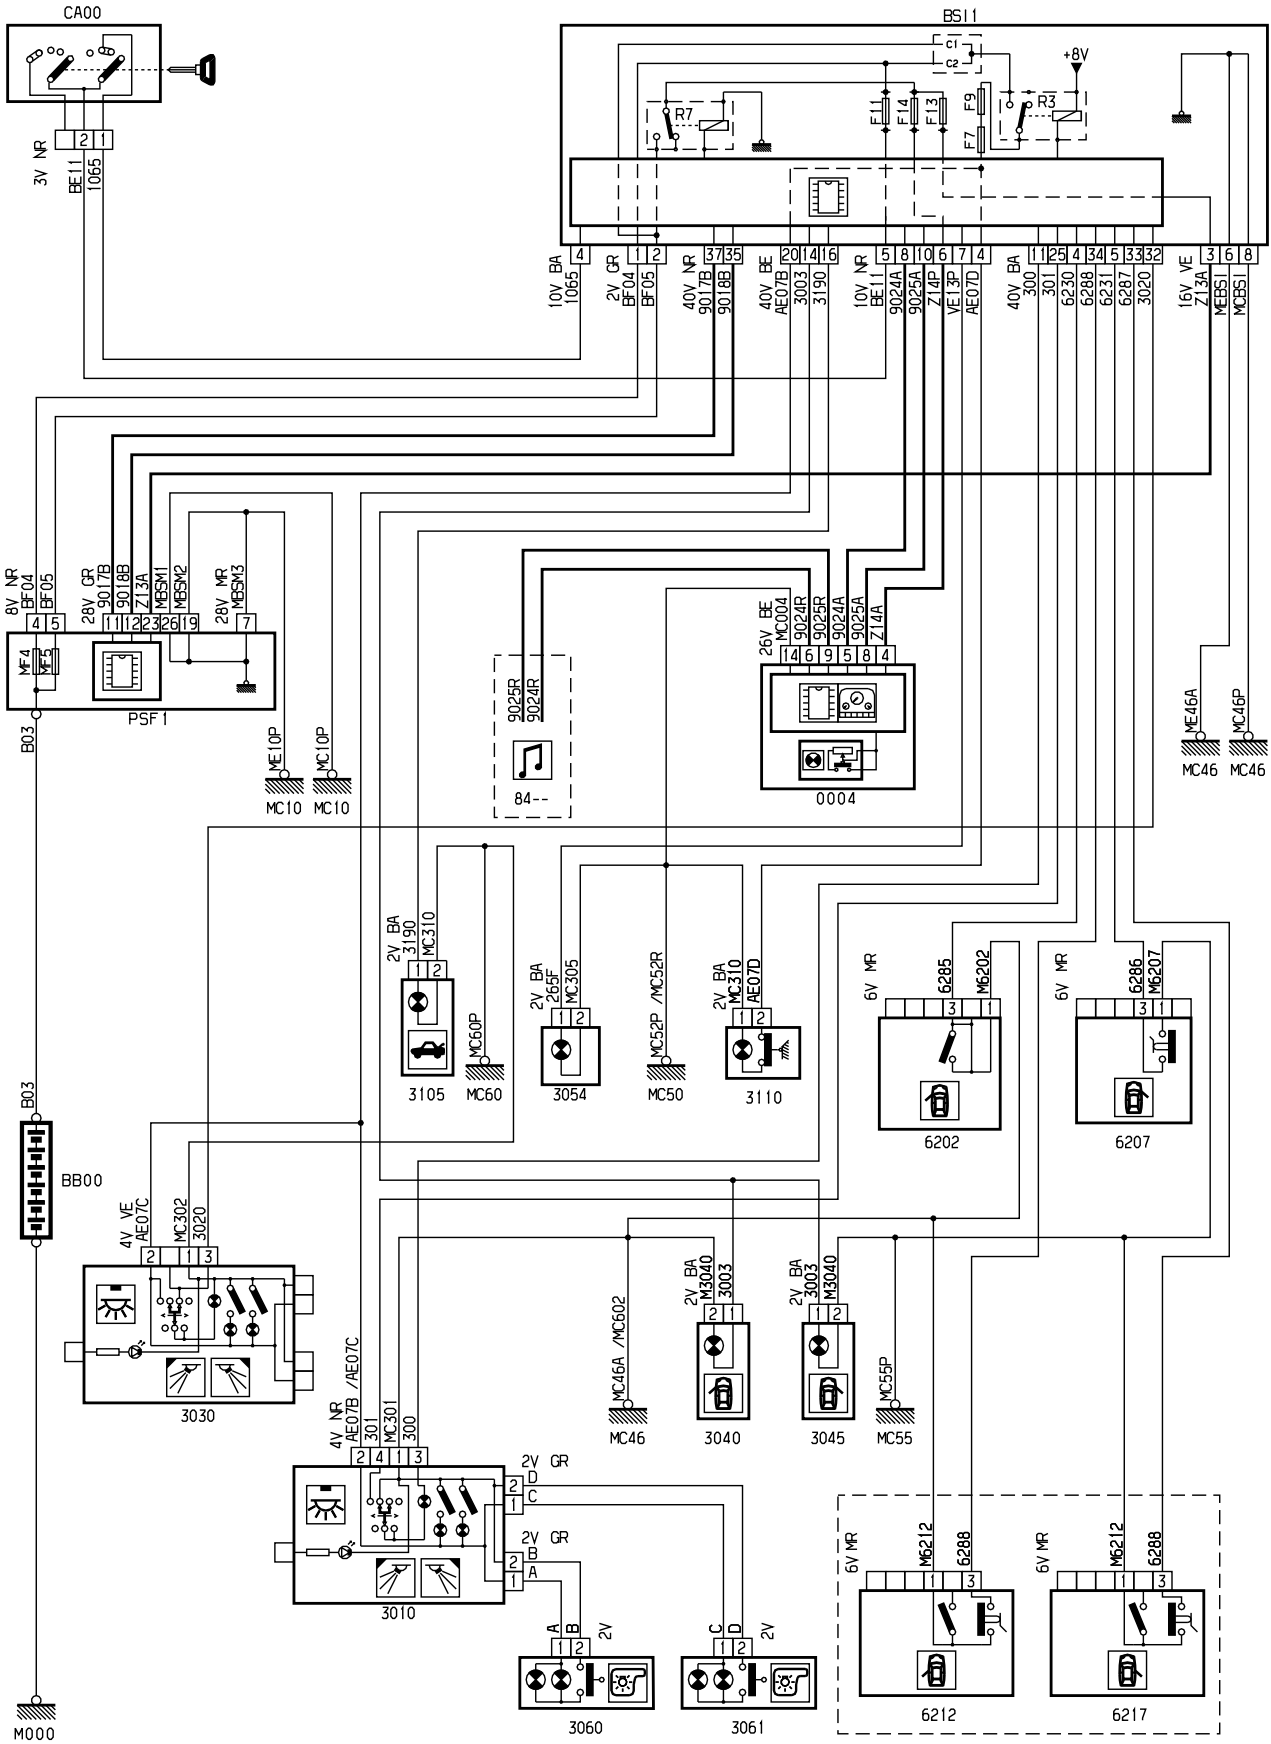 CA00
BSI1
C1
C2
+8V
R7
F11
F14
F13
F9
F7
R3
2 1
3V NR
BE11
1065
4
1 2
37 35
20 14 16
5 8 10 6 7 4
11 25 4 34 5 33 32
3 6 8
10V BA
1065
2V GR
BF04
BF05
40V NR
9017B
9018B
40V BE
AE07B
3003
3190
10V NR
BE11
9024A
9025A
Z14P
VE13P
AE07D
40V BA
300
301
6230
6288
6231
6287
3020
16V VE
Z13A
MEBSI
MCBSI
8V NR
BF04
BF05
28V GR
9017B
9018B
Z13A
MBSM1
MBSM2
28V MR
MBSM3
4 5
11 12 23 26 19
7
MF4
MF5
PSF1
B03
ME10P
MC10P
MC10
MC10
9025R
9024R
84--
26V BE
MC004
9024R
9025R
9024A
9025A
Z14A
14 6 9 5 8 4
0004
ME46A
MC46P
MC46
MC46
2V BA
3190
MC310
1 2
3105
MC60P
MC60
2V BA
265F
MC305
1 2
3054
MC52P /MC52R
MC50
2V BA
MC310
AE07D
1 2
3110
6V MR
6285
M6202
3 1
6202
6V MR
6286
M6207
3 1
6207
B03
BB00
4V VE
AE07C
MC302
3020
2 1 3
3030
4V NR
AE07B /AE07C
301
MC301
300
2 4 1 3
3010
MC46A /MC602
MC46
2V BA
M3040
3003
2 1
3040
2V BA
3003
M3040
1 2
3045
MC55P
MC55
2V GR
2 D
1 C
2V GR
2 B
1 A
A
B
2V
1 2
3060
C
D
2V
1 2
3061
6V MR
M6212
6288
1 3
6212
6V MR
M6212
6288
1 3
6217
M000